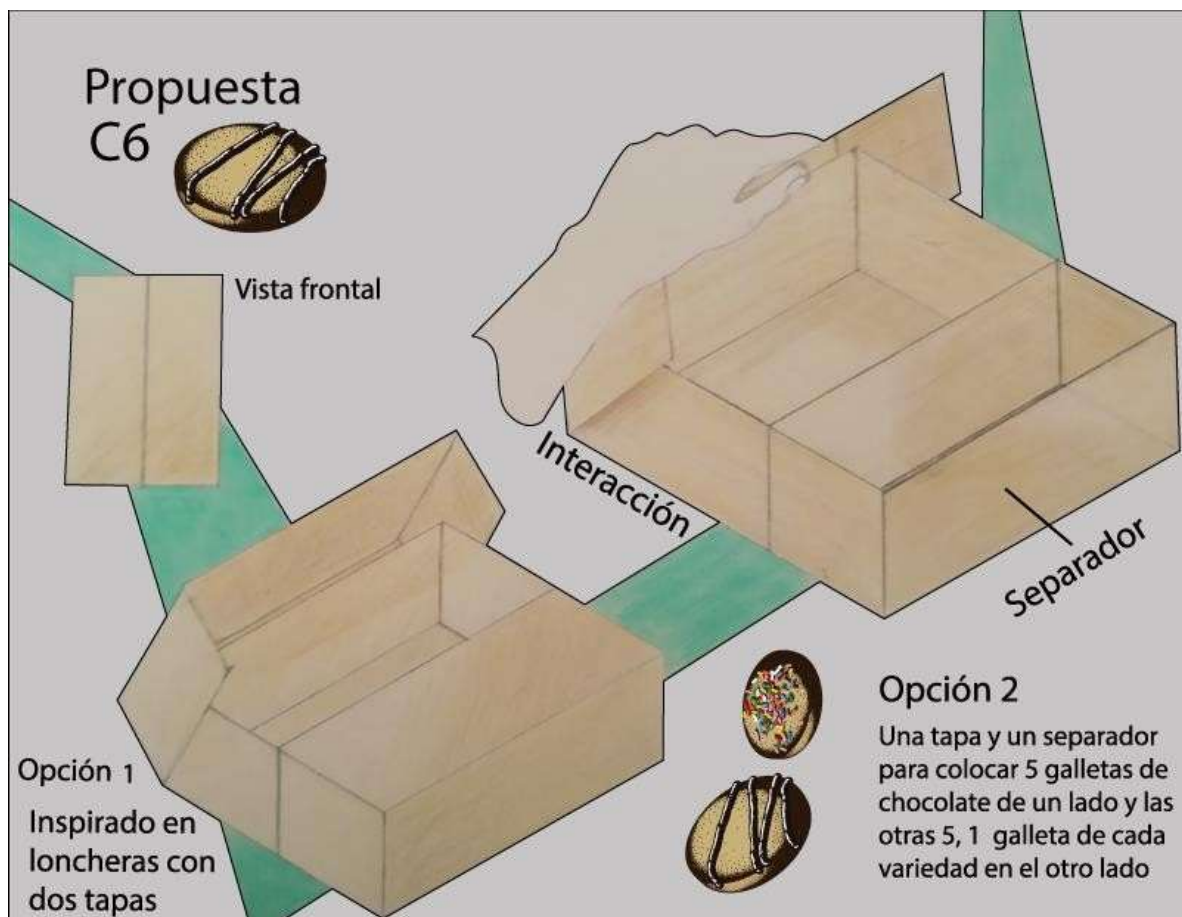 Propuesta
C6
Vista frontal
Interacción
Separador
Opción 1
Inspirado en
loncheras con
dos tapas
Opción 2
Una tapa y un separador
para colocar 5 galletas de
chocolate de un lado y las
otras 5, 1 galleta de cada
variedad en el otro lado